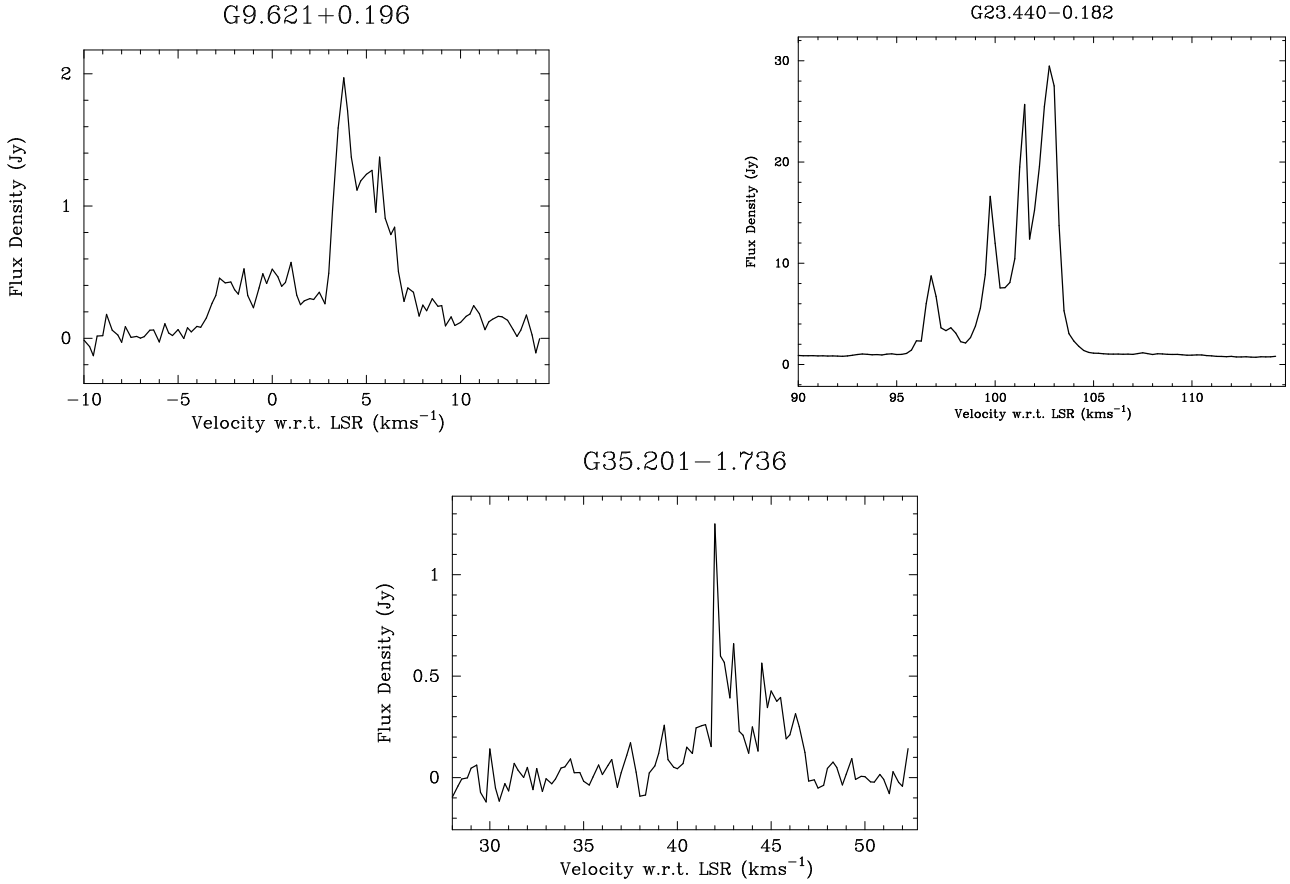 G9.621+0.196
2
1
0
Flux Density (Jy)
−10 −5 0 5 10
Velocity w.r.t. LSR (kms−1)
G23.440−0.182
30
20
10
0
Flux Density (Jy)
90 95 100 105 110
Velocity w.r.t. LSR (kms−1)
G35.201−1.736
1
0.5
0
Flux Density (Jy)
30 35 40 45 50
Velocity w.r.t. LSR (kms−1)